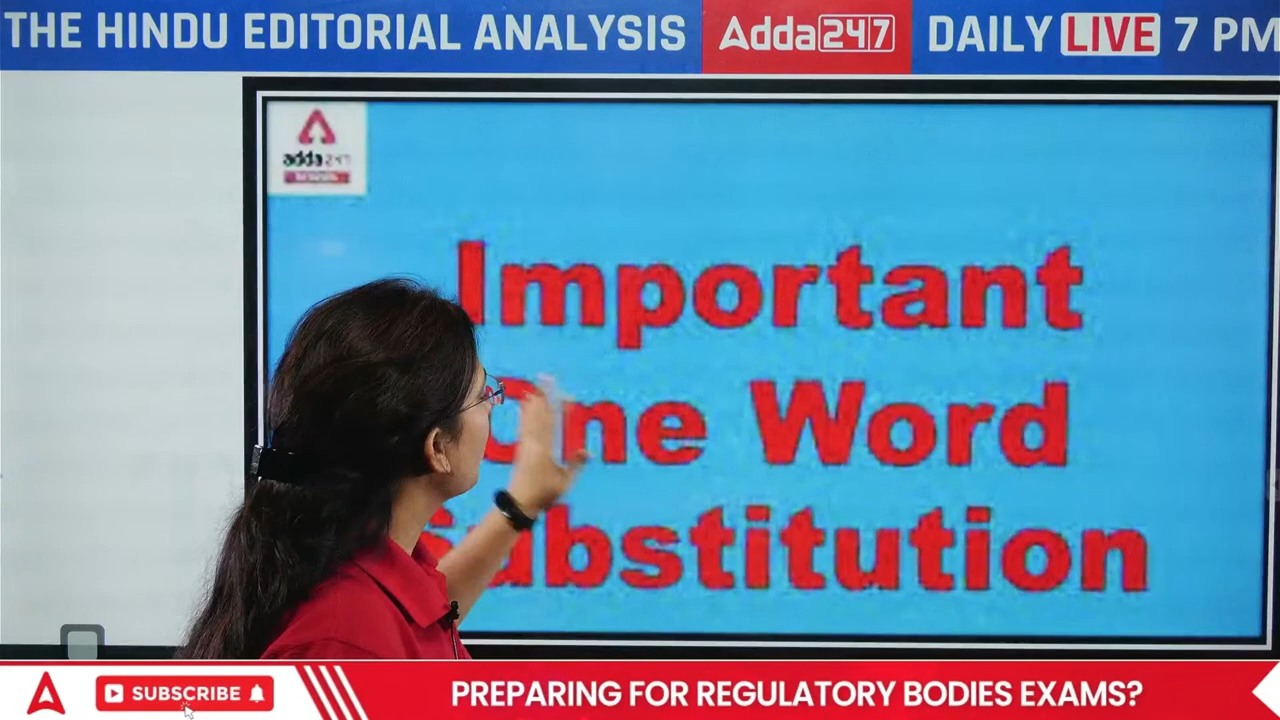 THE HINDU EDITORIAL ANALYSIS
Adda247
DAILY LIVE 7 PM
adda247
Important
One Word
Substitution
SUBSCRIBE
PREPARING FOR REGULATORY BODIES EXAMS?